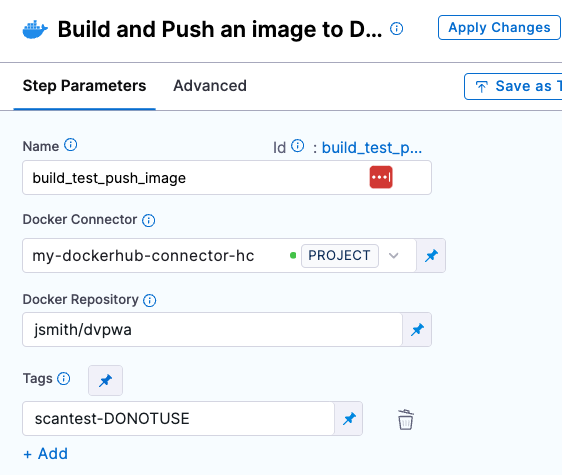 Build and Push an image to D...
Apply Changes
Step Parameters
Advanced
Save as T
Name
Id : build_test_p...
build_test_push_image
Docker Connector
my-dockerhub-connector-hc
PROJECT
Docker Repository
jsmith/dvpwa
Tags
scantest-DONOTUSE
+ Add